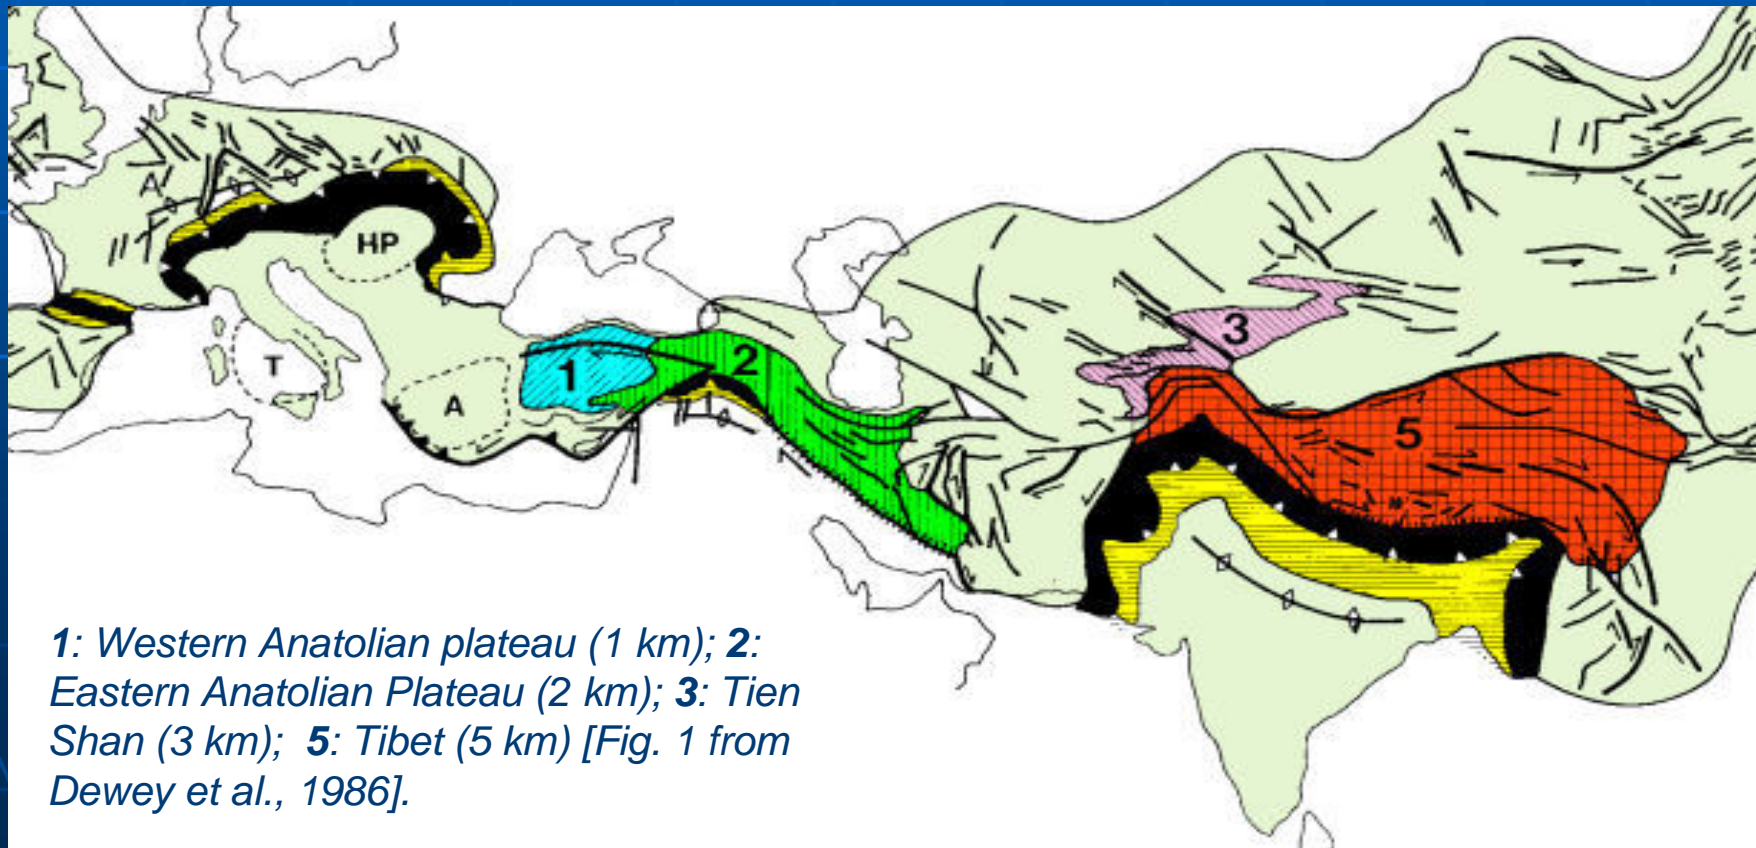 HP
T
A
1
2
3
5
1: Western Anatolian plateau (1 km); 2:
Eastern Anatolian Plateau (2 km); 3: Tien
Shan (3 km);  5: Tibet (5 km) [Fig. 1 from
Dewey et al., 1986].